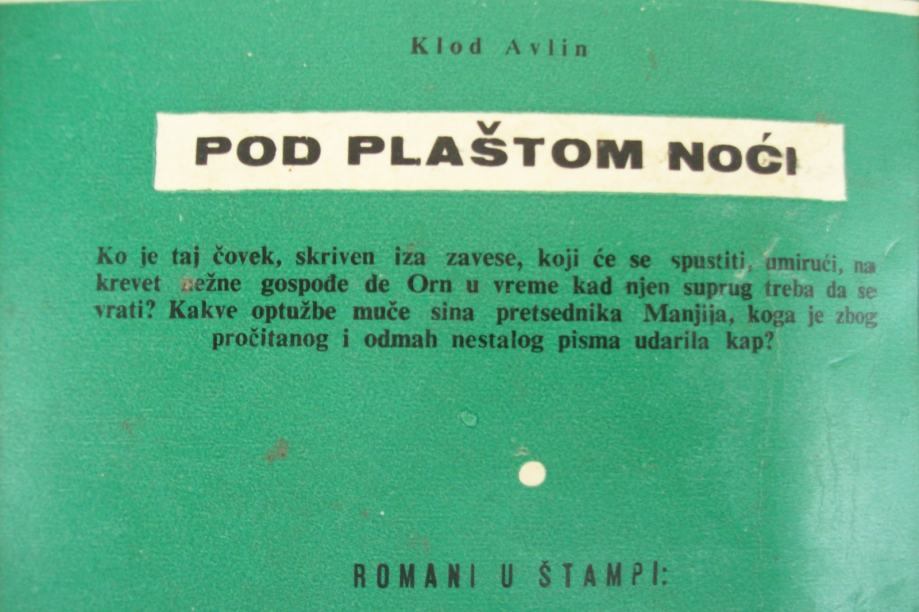 Klod Avlin
POD PLAŠTOM NOĆI
Ko je taj čovek, skriven iza zavese, koji će se spustiti, umirući, na
krevet nežne gospođe de Orn u vreme kad njen suprug treba da se
vrati? Kakve optužbe muče sina pretsednika Manjija, koga je zbog
pročitanog i odmah nestalog pisma udarila kap?
ROMANI U ŠTAMPI: